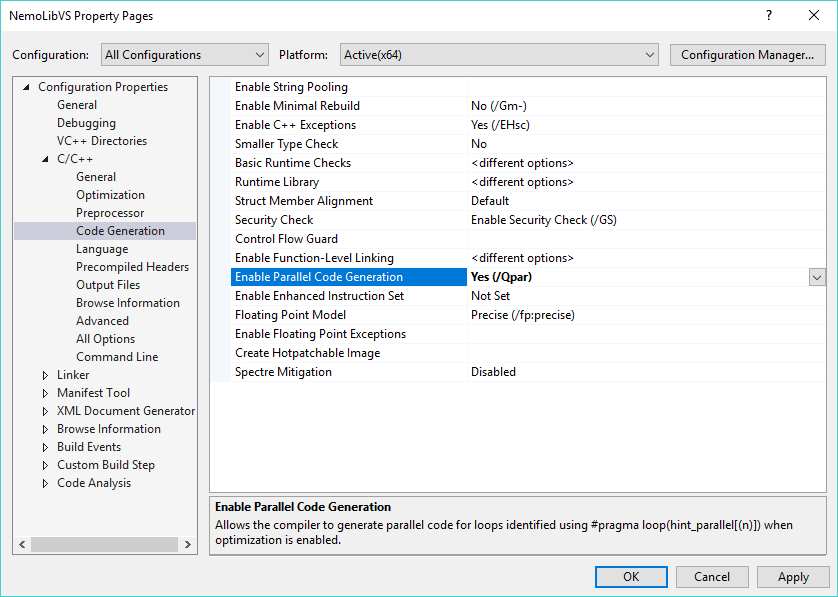 NemoLibVS Property Pages
?
Configuration: All Configurations Platform: Active(x64) Configuration Manager...
Configuration Properties
General
Debugging
VC++ Directories
C/C++
General
Optimization
Preprocessor
Code Generation
Language
Precompiled Headers
Output Files
Browse Information
Advanced
All Options
Command Line
Linker
Manifest Tool
XML Document Generator
Browse Information
Build Events
Custom Build Step
Code Analysis
Enable String Pooling
Enable Minimal Rebuild No (/Gm-)
Enable C++ Exceptions Yes (/EHsc)
Smaller Type Check No
Basic Runtime Checks <different options>
Runtime Library <different options>
Struct Member Alignment Default
Security Check Enable Security Check (/GS)
Control Flow Guard
Enable Function-Level Linking <different options>
Enable Parallel Code Generation Yes (/Qpar)
Enable Enhanced Instruction Set Not Set
Floating Point Model Precise (/fp:precise)
Enable Floating Point Exceptions
Create Hotpatchable Image
Spectre Mitigation Disabled
Enable Parallel Code Generation
Allows the compiler to generate parallel code for loops identified using #pragma loop(hint_parallel[(n)]) when
optimization is enabled.
OK Cancel Apply